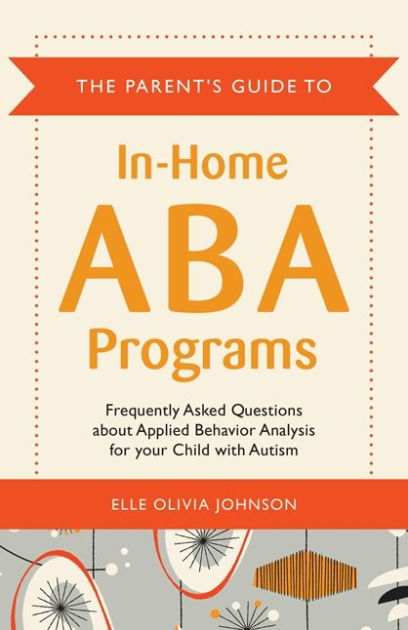 THE PARENT'S GUIDE TO
In-Home
ABA
Programs
Frequently Asked Questions
about Applied Behavior Analysis
for your Child with Autism
ELLE OLIVIA JOHNSON